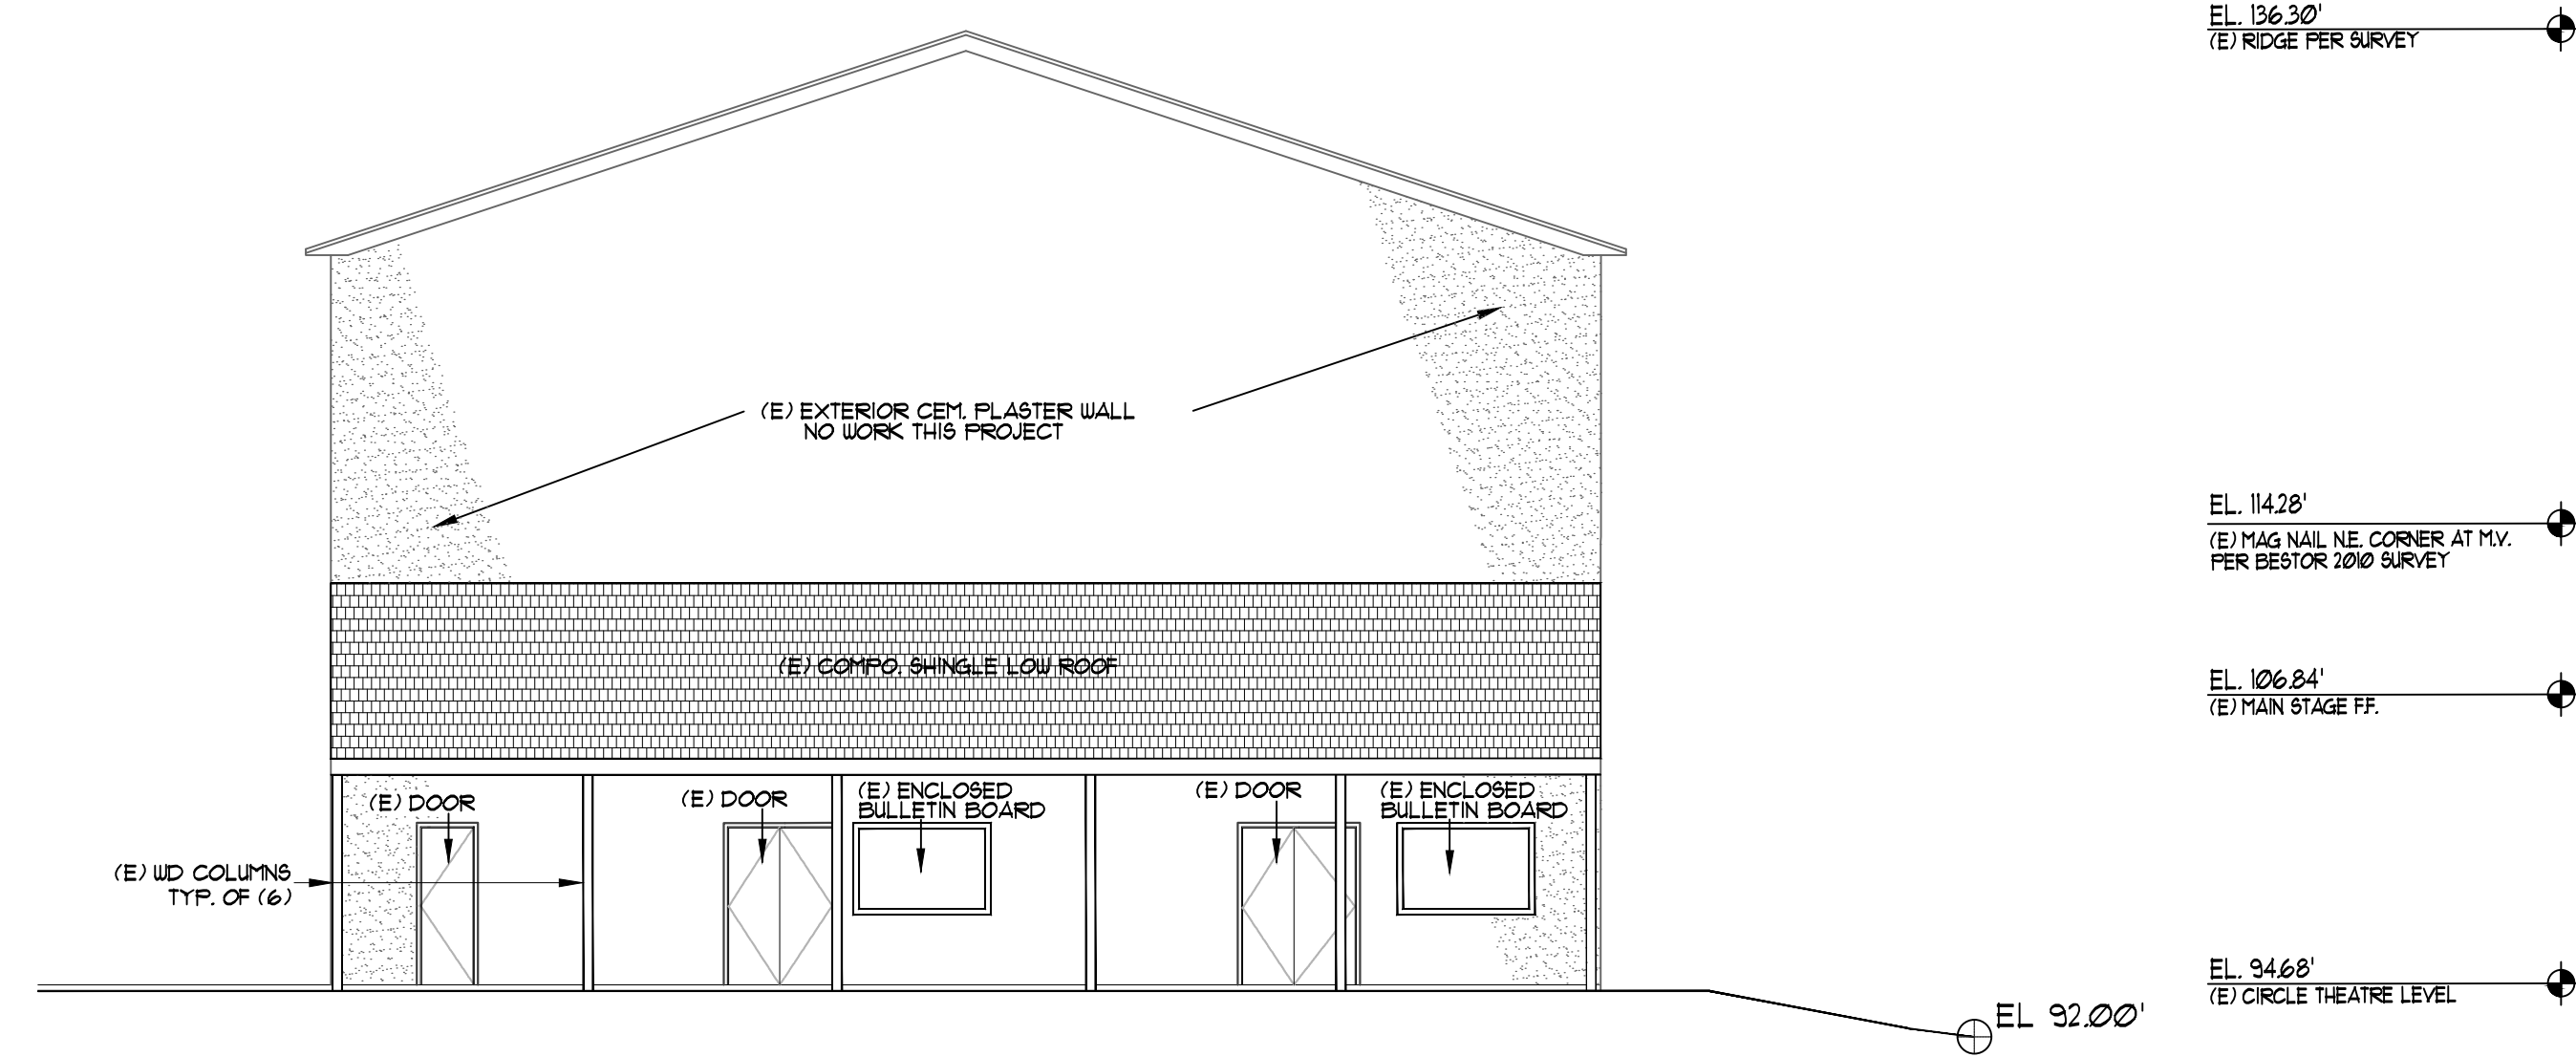 EL. 136.30'
(E) RIDGE PER SURVEY
(E) EXTERIOR CEM. PLASTER WALL
NO WORK THIS PROJECT
EL. 114.28'
(E) MAG NAIL N.E. CORNER AT M.V.
PER BESTOR 2010 SURVEY
(E) COMPO. SHINGLE LOW ROOF
EL. 106.84'
(E) MAIN STAGE F.F.
(E) DOOR
(E) DOOR
(E) ENCLOSED
BULLETIN BOARD
(E) DOOR
(E) ENCLOSED
BULLETIN BOARD
(E) WD COLUMNS
TYP. OF (6)
EL. 94.68'
(E) CIRCLE THEATRE LEVEL
EL 92.00'